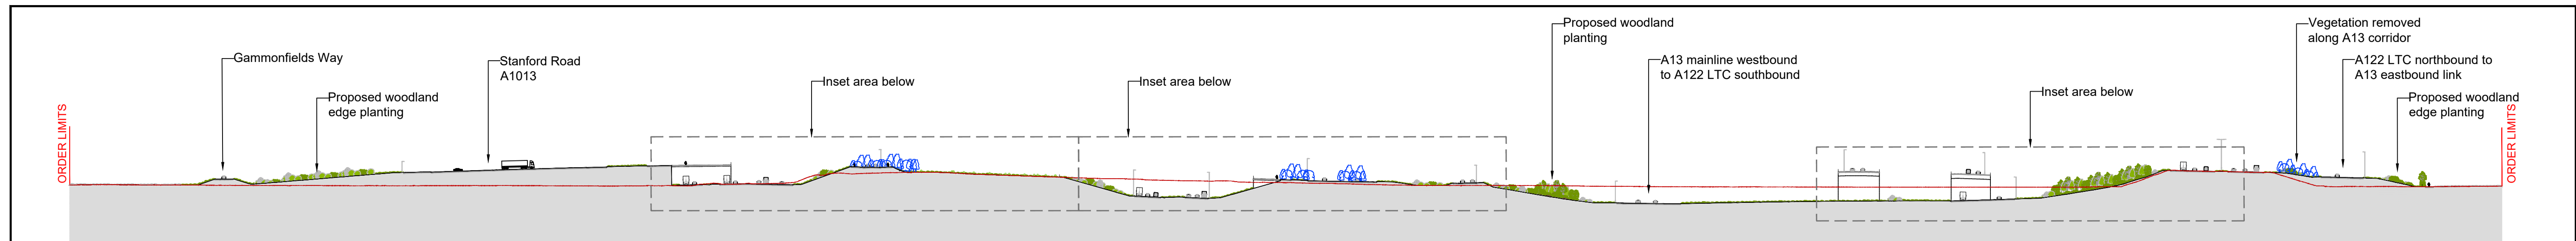 ORDER LIMITS
Gammonfields Way
Proposed woodland
edge planting
Stanford Road
A1013
Inset area below
Inset area below
Proposed woodland
planting
A13 mainline westbound
to A122 LTC southbound
Inset area below
Vegetation removed
along A13 corridor
A122 LTC northbound to
A13 eastbound link
Proposed woodland
edge planting
ORDER LIMITS